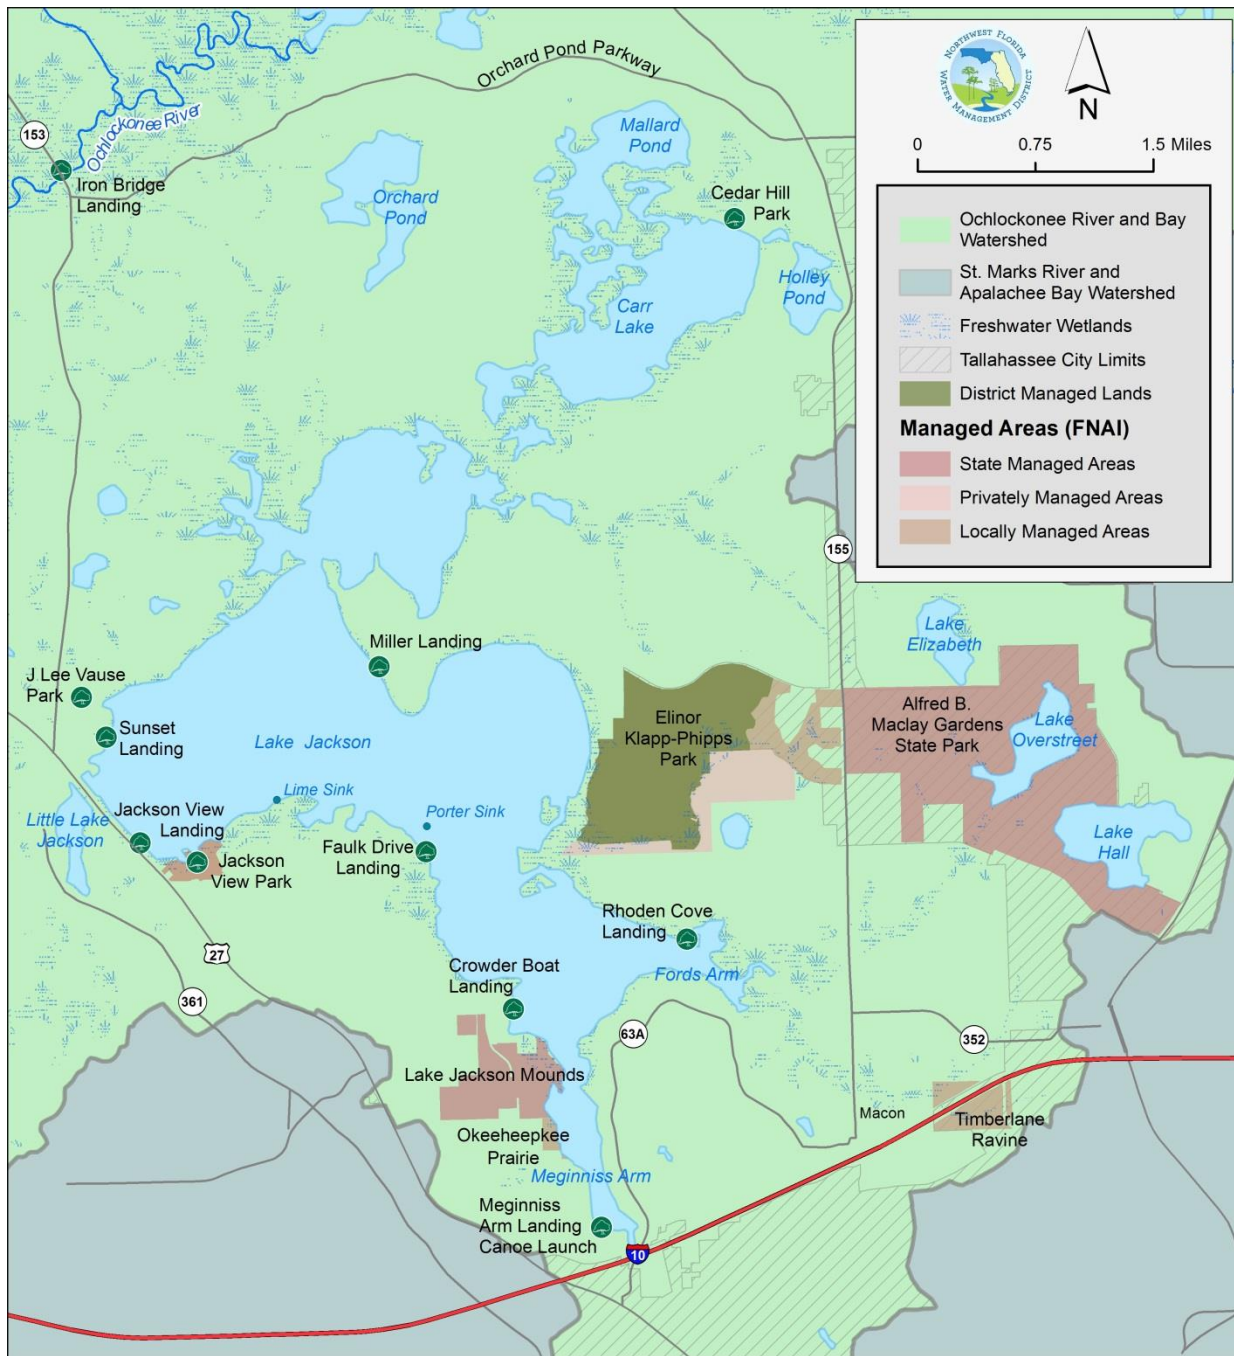 Orchard Pond Parkway
NORTHWEST FLORIDA
WATER MANAGEMENT DISTRICT
N
0 0.75 1.5 Miles
153
Ochlockonee River
Iron Bridge
Landing
Orchard
Pond
Mallard
Pond
Cedar Hill
Park
Holley
Pond
Carr
Lake
Ochlockonee River and Bay
Watershed
St. Marks River and
Apalachee Bay Watershed
Freshwater Wetlands
Tallahassee City Limits
District Managed Lands
Managed Areas (FNAI)
State Managed Areas
Privately Managed Areas
Locally Managed Areas
155
Lake
Elizabeth
Miller Landing
J Lee Vause
Park
Sunset
Landing
Lake Jackson
Elinor
Klapp-Phipps
Park
Alfred B.
Maclay Gardens
State Park
Lake
Overstreet
Lime Sink
Porter Sink
Little Lake
Jackson
Jackson View
Landing
Jackson
View Park
Faulk Drive
Landing
Lake
Hall
Rhoden Cove
Landing
Fords Arm
27
361
Crowder Boat
Landing
63A
352
Lake Jackson Mounds
Macon
Timberlane
Ravine
Okeeheepkee
Prairie
Meginniss Arm
Meginniss
Arm Landing
Canoe Launch
10